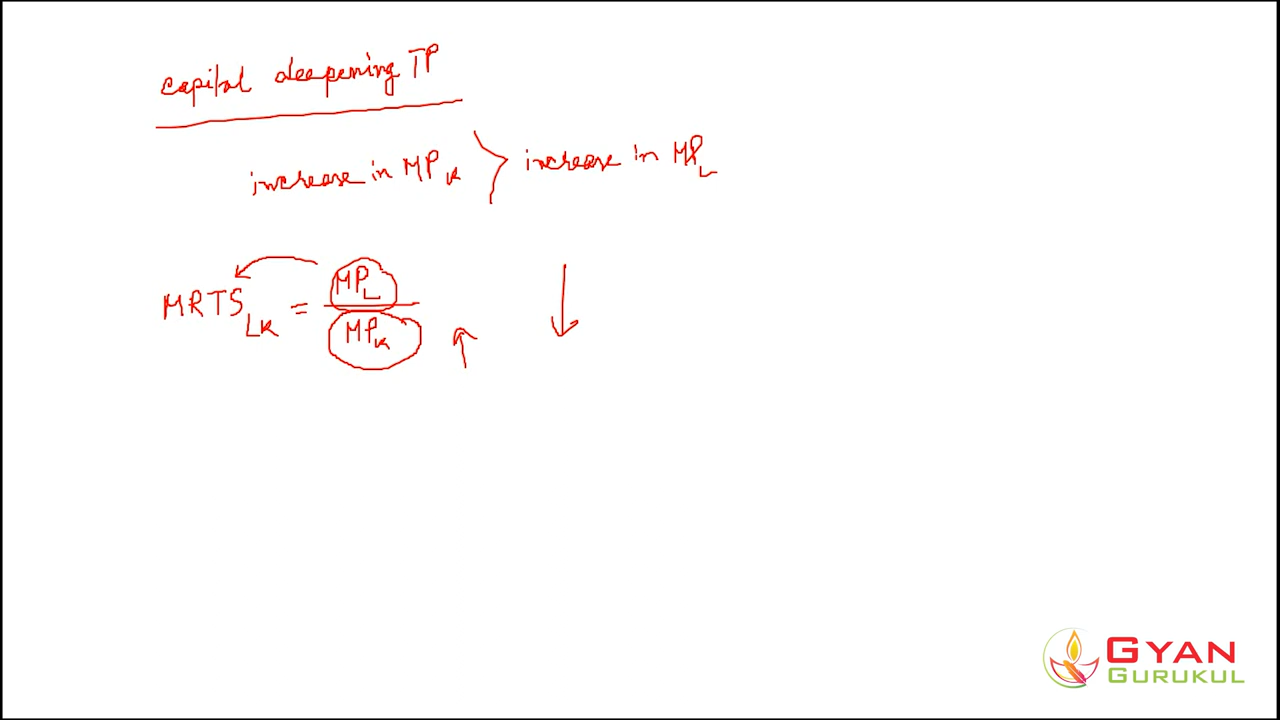 capital deepening TP
increase in MP_K > increase in MP_L
MRTS_LK = MP_L / MP_K ↑ ↓
GYAN
GURUKUL